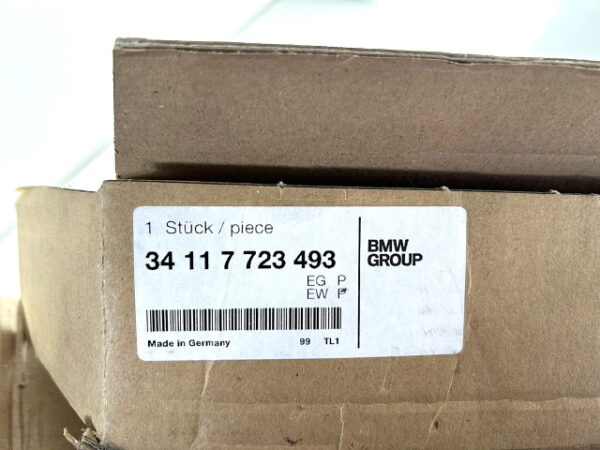 1 Stück / piece
34 11 7 723 493
EG P
EW P
Made in Germany 99 TL1
BMW
GROUP